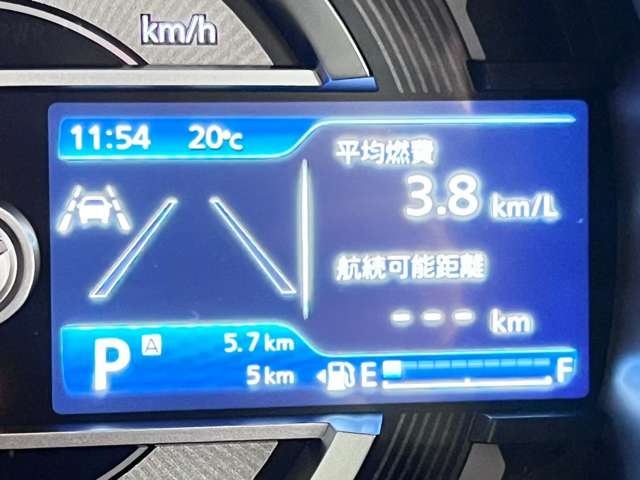 km/h
11:54 20℃
平均燃費
3.8 km/L
航続可能距離
--- km
P A 5.7 km
5 km E F